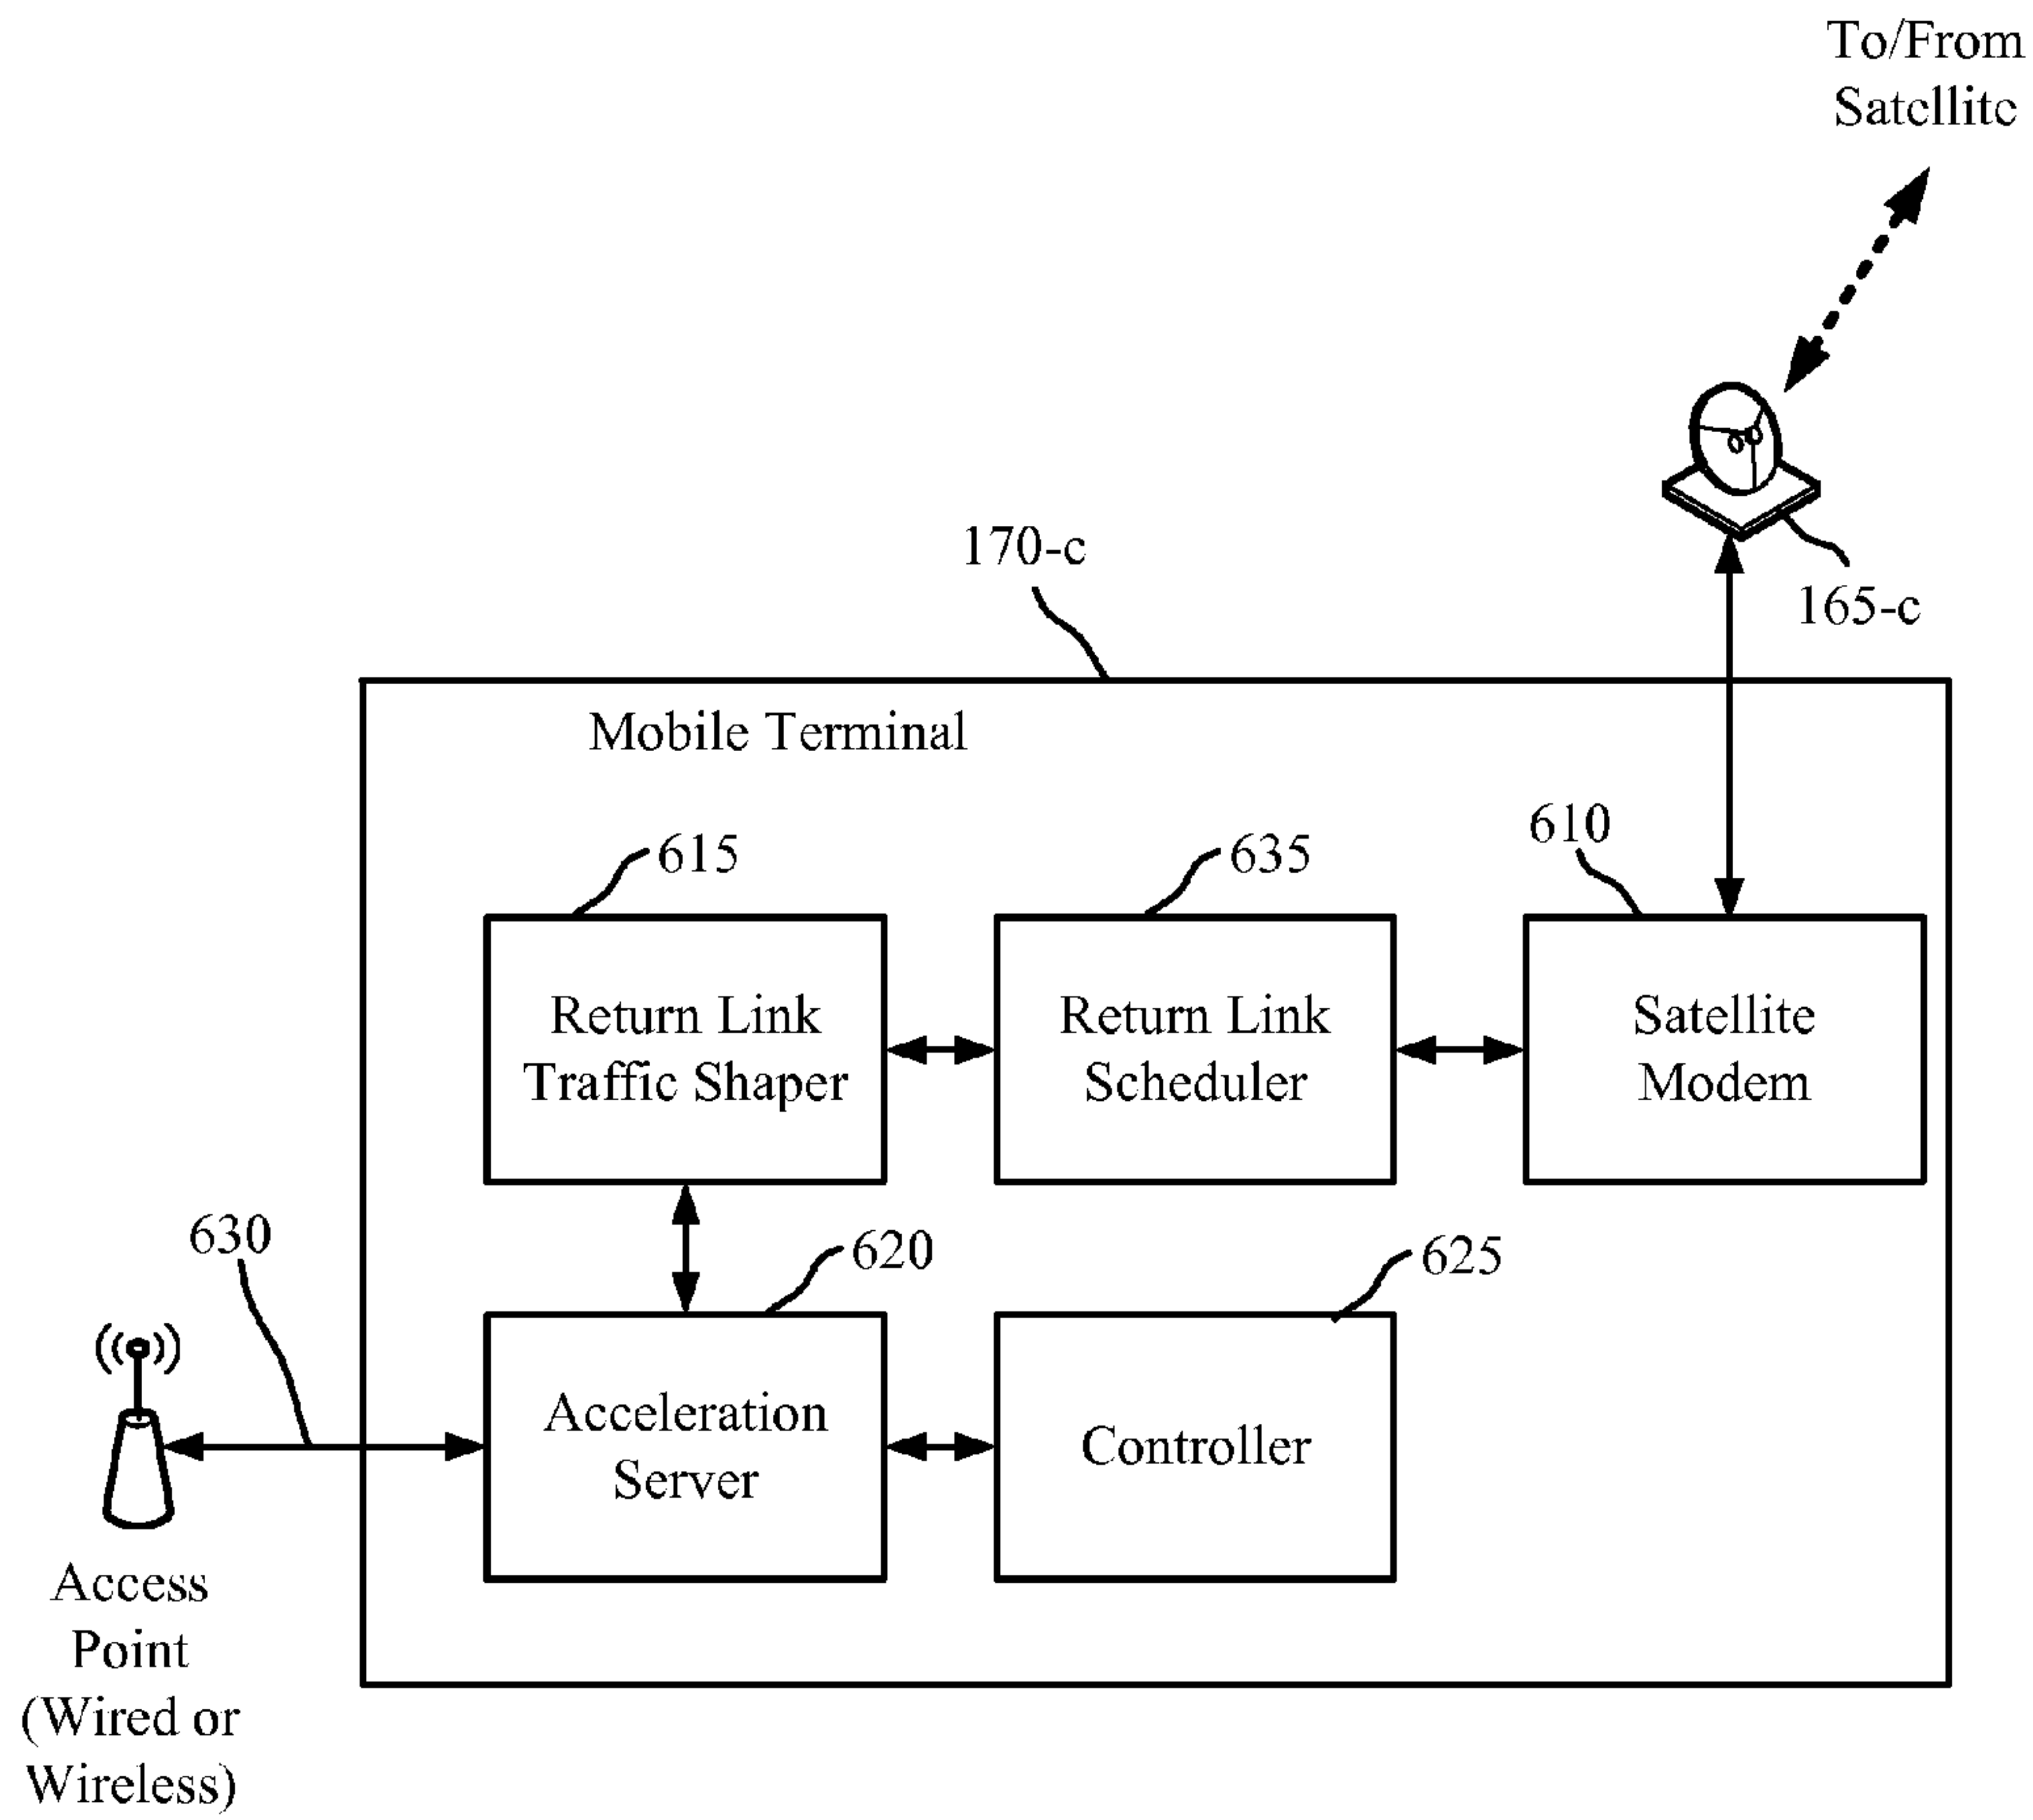 To/From
Satellite
170-c
165-c
Mobile Terminal
615
635
610
Return Link
Traffic Shaper
Return Link
Scheduler
Satellite
Modem
630
620
625
Acceleration
Server
Controller
Access
Point
(Wired or
Wireless)